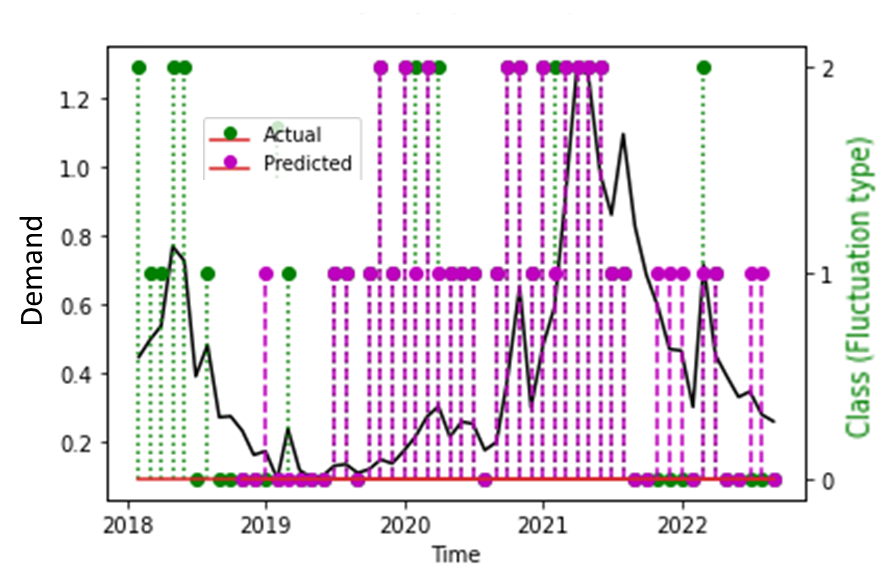 Actual
Predicted
Demand
1.2
1.0
0.8
0.6
0.4
0.2
2
1
0
Class (Fluctuation type)
2018 2019 2020 2021 2022
Time